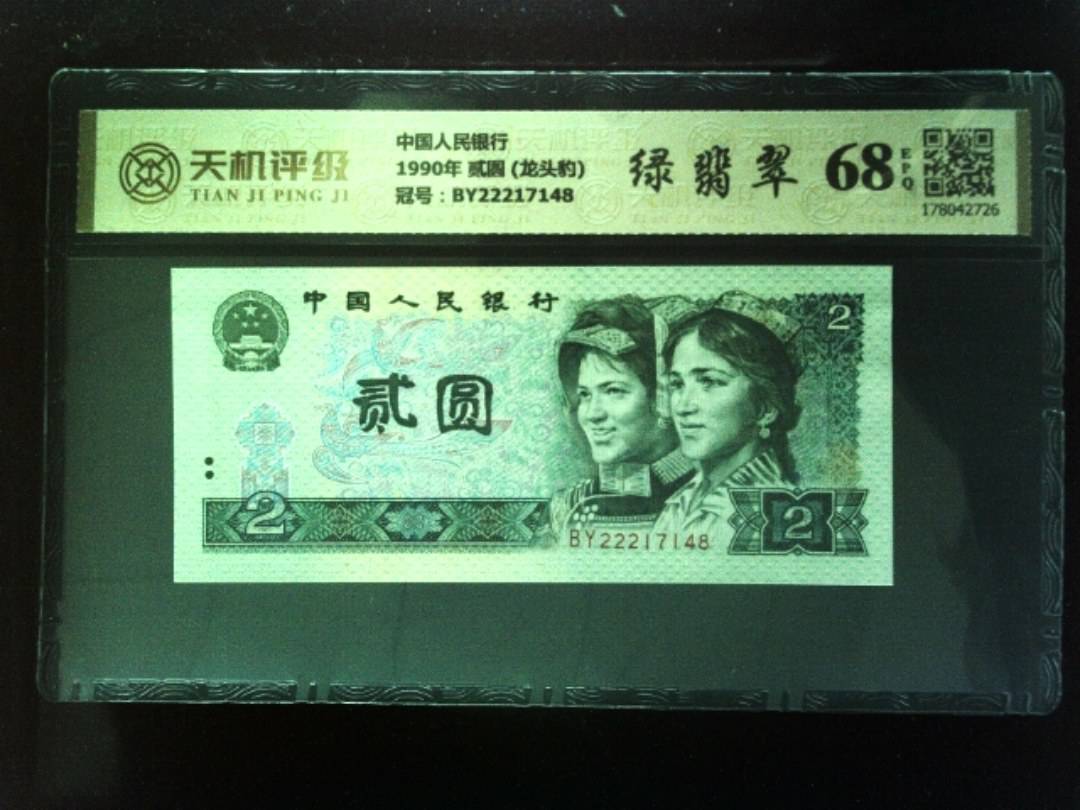 天机评级
TIAN JI PING JI
中国人民银行
1990年 贰圆 (龙头豹)
冠号：BY22217148
绿翡翠
68
EPQ
178042726
中国人民银行
2
贰圆
2
BY22217148
2